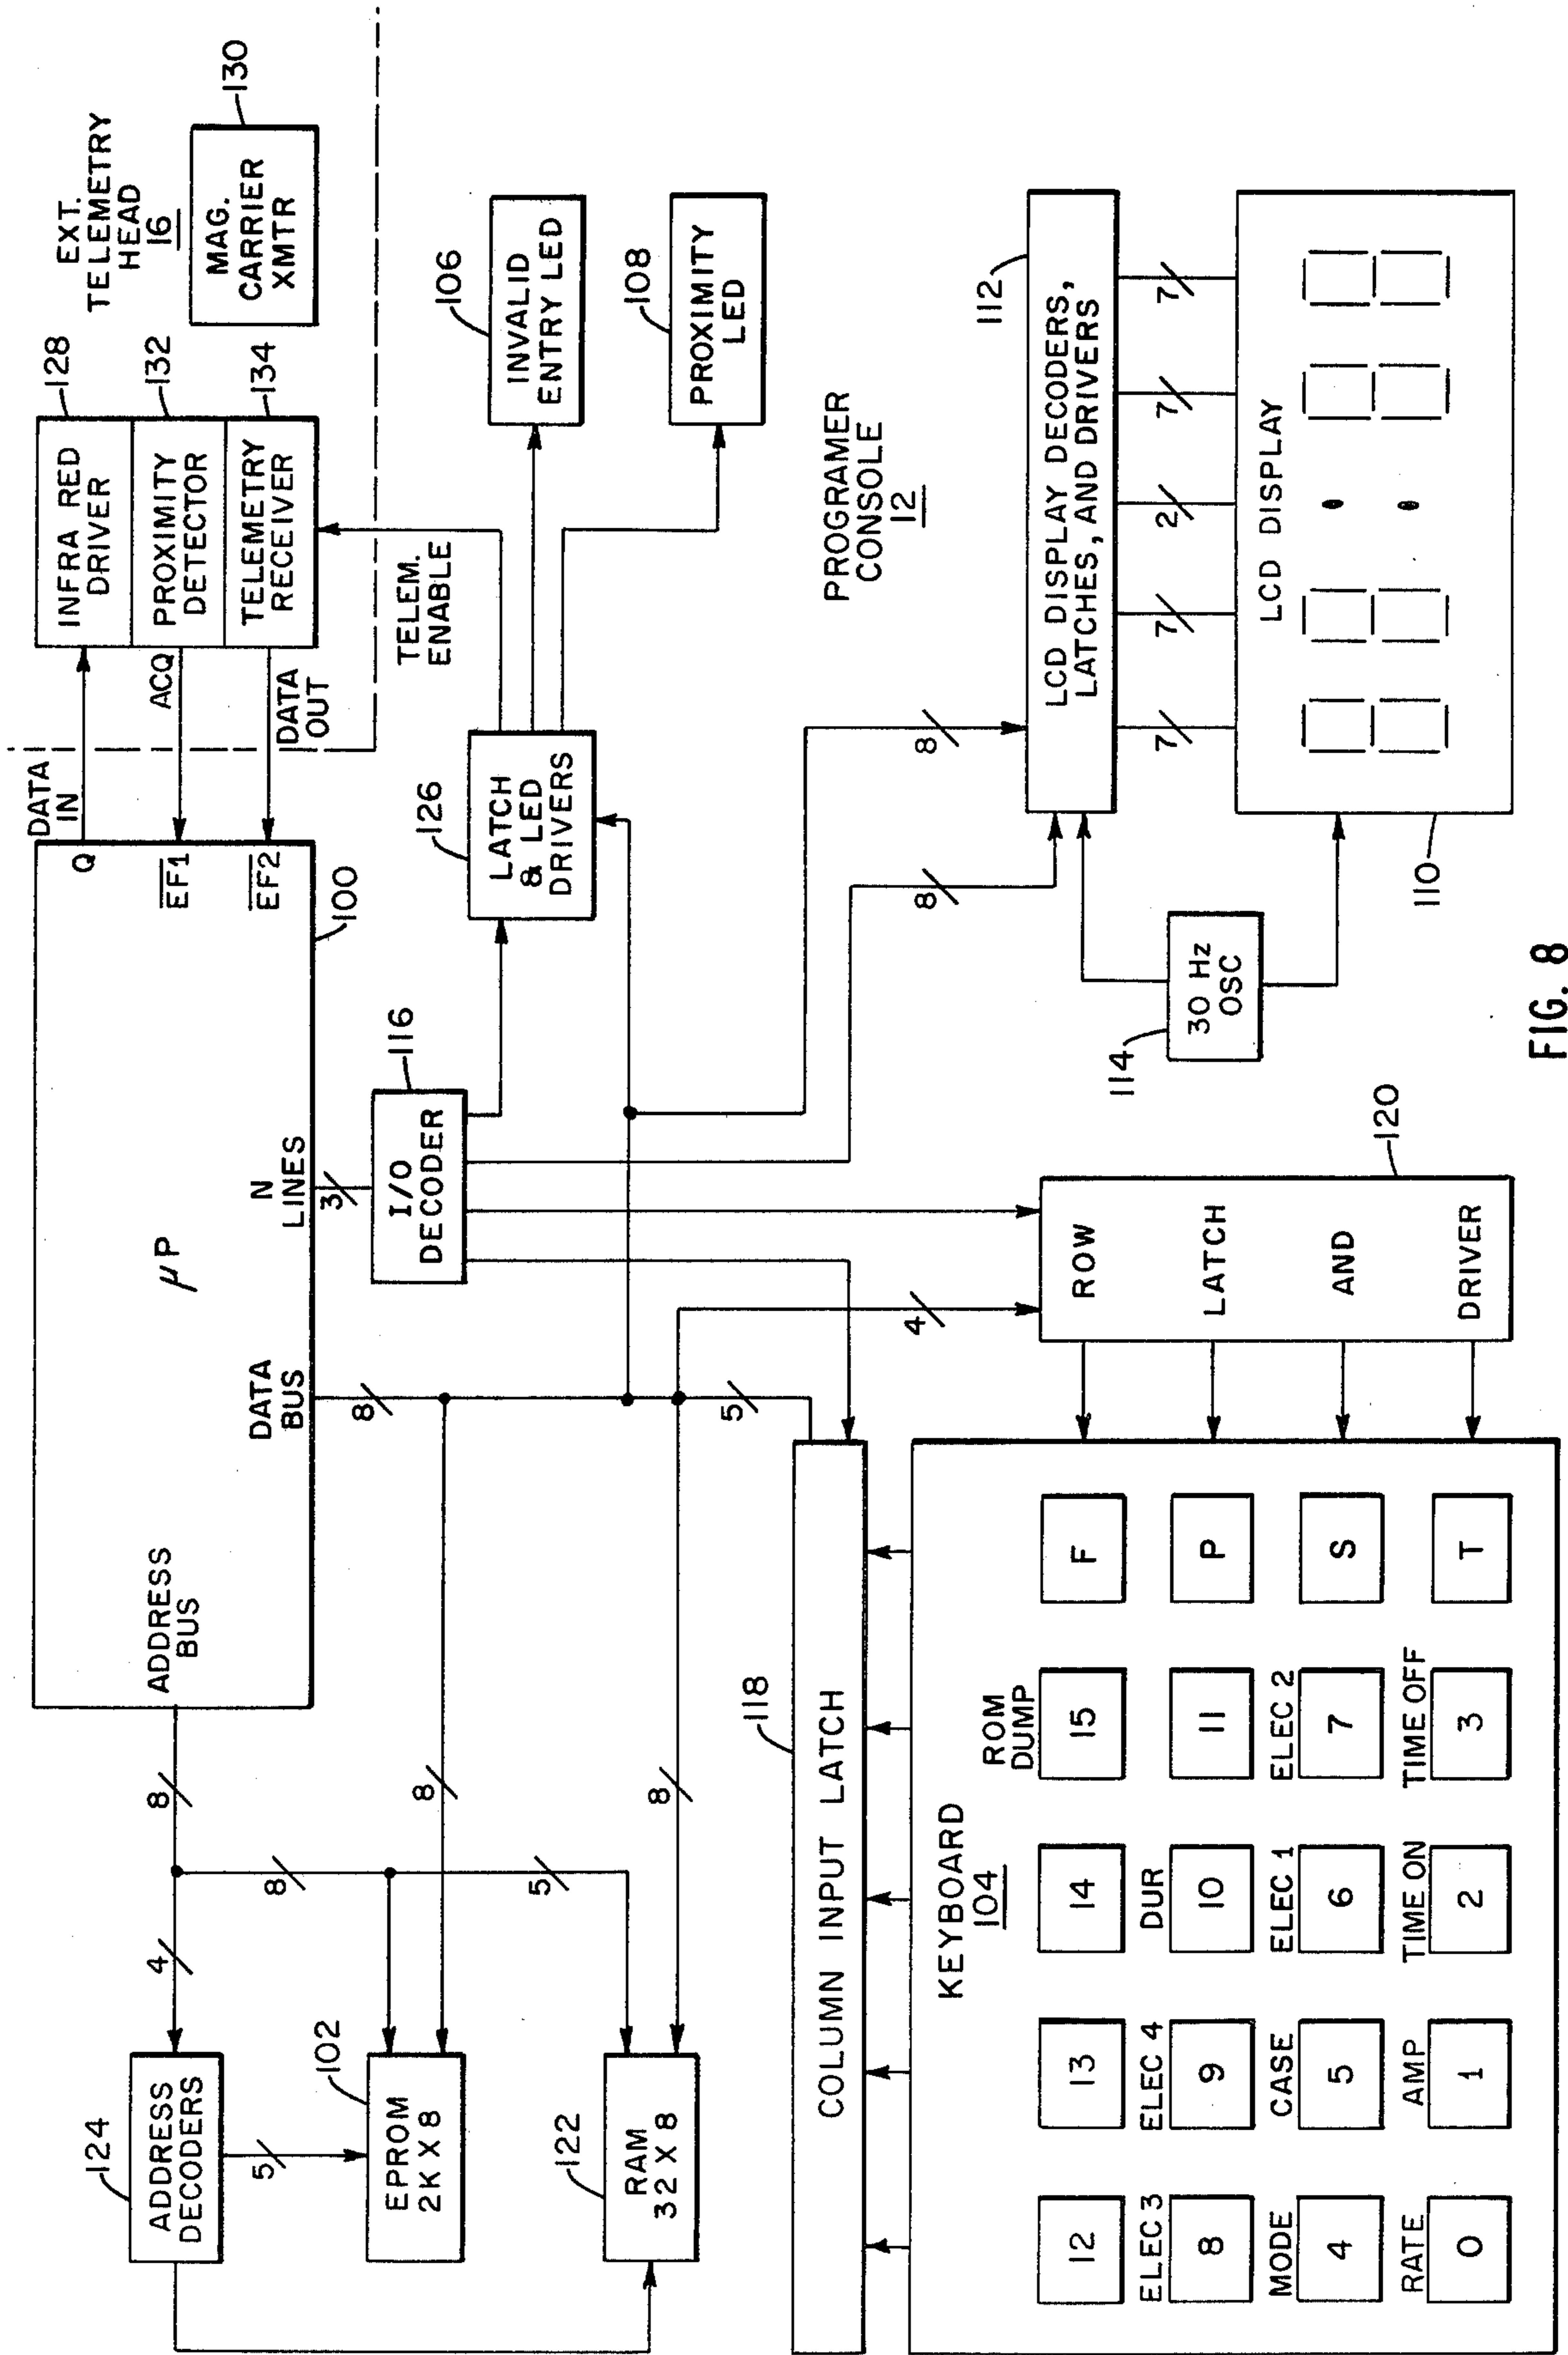 EXT.
TELEMETRY
HEAD
16
128
INFRA RED
DRIVER
132
PROXIMITY
DETECTOR
134
TELEMETRY
RECEIVER
130
MAG.
CARRIER
XMTR
DATA
IN
ACQ
DATA
OUT
Q
EF1
EF2
100
μP
ADDRESS
BUS
DATA
BUS
N
LINES
8
4
8
5
8
3
124
ADDRESS
DECODERS
5
102
EPROM
2K X 8
8
122
RAM
32 X 8
8
116
I/O
DECODER
126
LATCH
& LED
DRIVERS
TELEM.
ENABLE
106
INVALID
ENTRY LED
108
PROXIMITY
LED
PROGRAMER
CONSOLE
12
118
COLUMN INPUT LATCH
5
4
8
8
120
ROW
LATCH
AND
DRIVER
112
LCD DISPLAY DECODERS,
LATCHES, AND DRIVERS
7
7
2
7
7
LCD DISPLAY
110
114
30 Hz
OSC
KEYBOARD
104
ROM
DUMP
12
13
14
15
F
ELEC 3
ELEC 4
DUR
8
9
10
11
P
MODE
CASE
ELEC 1
ELEC 2
4
5
6
7
S
RATE
AMP
TIME ON
TIME OFF
0
1
2
3
T
FIG. 8